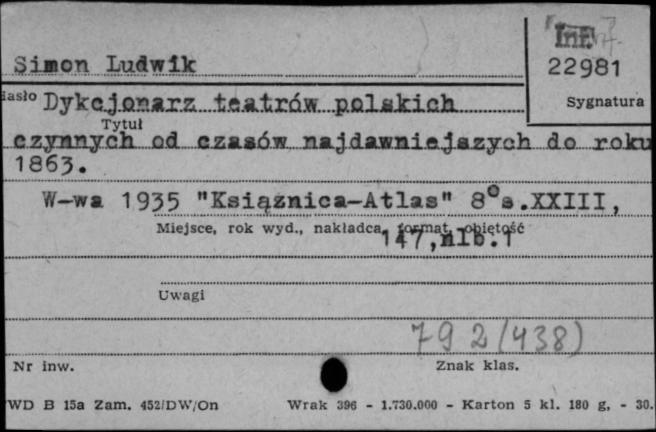 Inf.
Simon Ludwik
22981
Hasło Dykcjonarz teatrów polskich
Sygnatura
Tytuł
czynnych od czasów najdawniejszych do roku
1863.
W-wa 1935 "Książnica-Atlas" 8° s.XXIII,
Miejsce, rok wyd., nakładca, format, objętość
147,nlb.1
Uwagi
792(438)
Nr inw.
Znak klas.
WD B 15a Zam. 452/DW/On Wrak 396 - 1.730.000 - Karton 5 kl. 180 g, - 30.